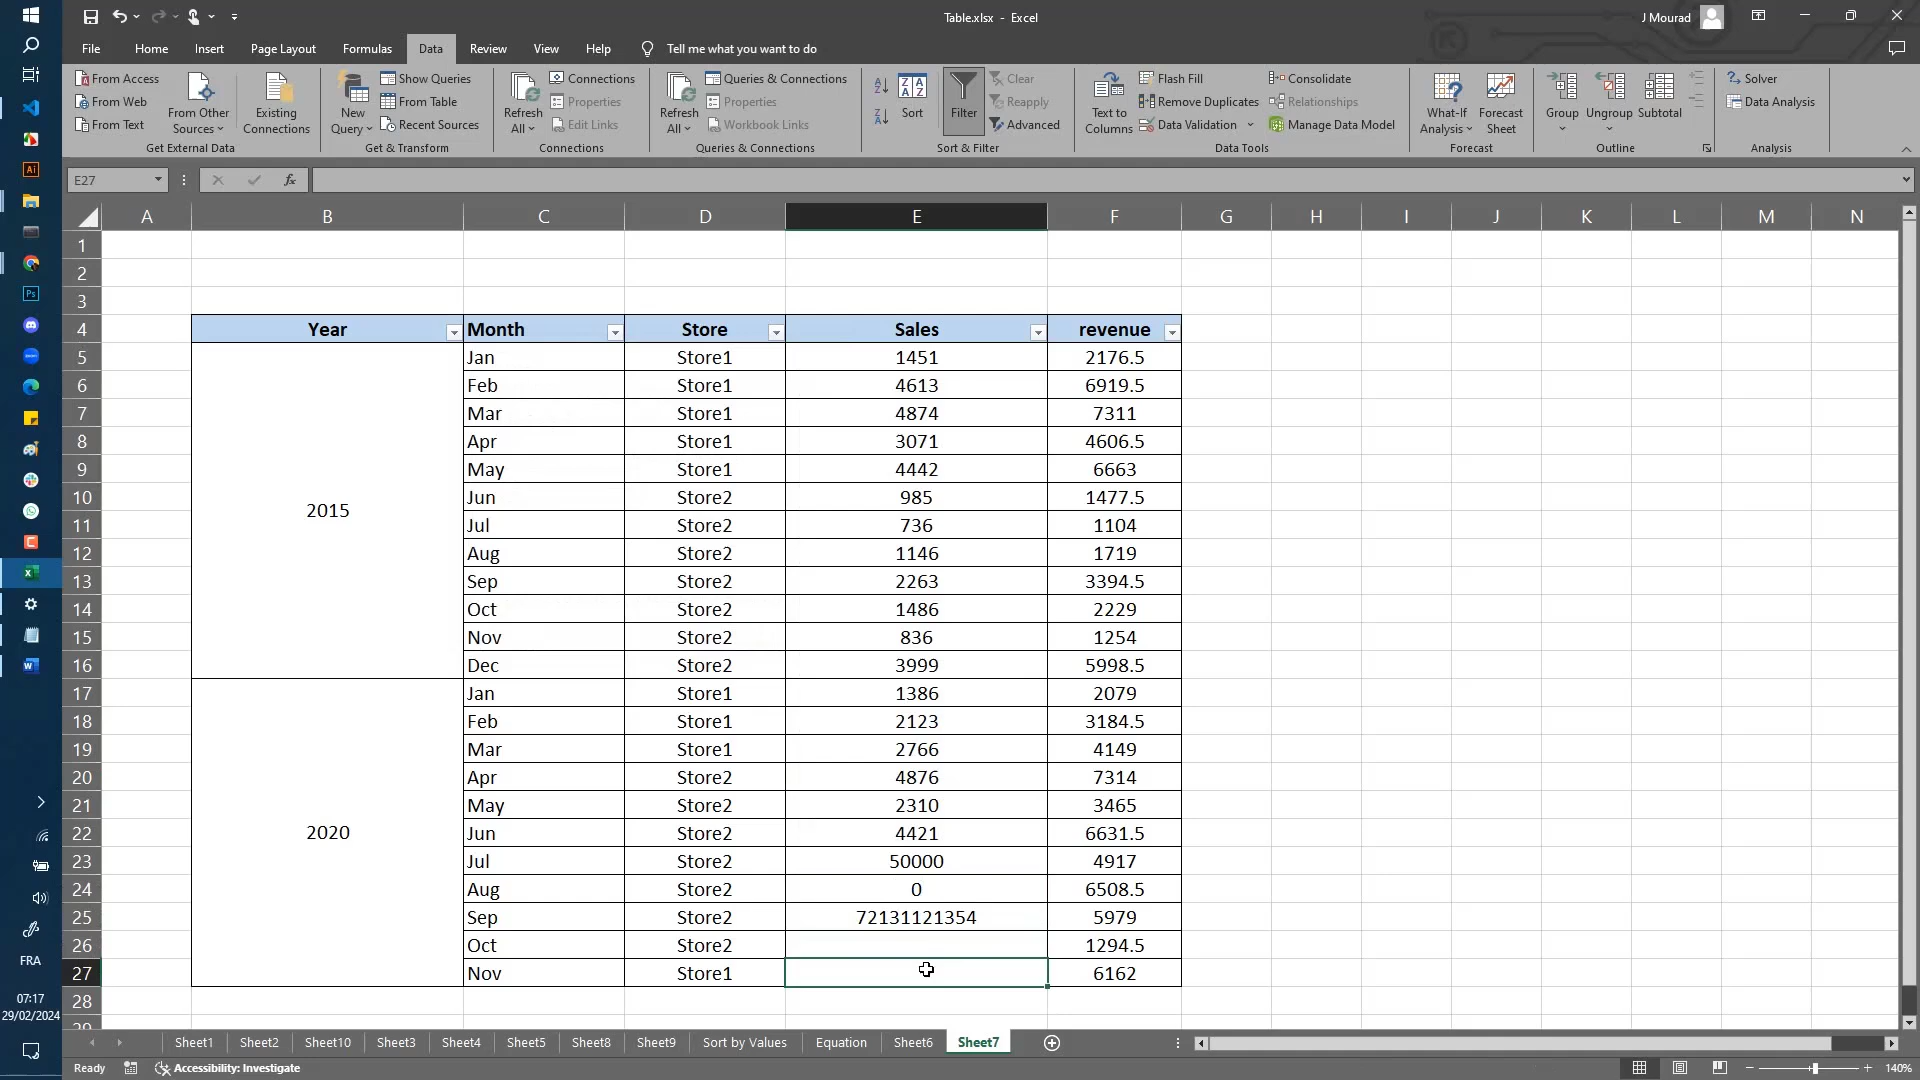 Table.xlsx - Excel
J Mourad
File Home Insert Page Layout Formulas Data Review View Help Tell me what you want to do
From Access
From Web
From Text
From Other Sources
Existing Connections
Get External Data
New Query
Show Queries
From Table
Recent Sources
Get & Transform
Refresh All
Connections
Properties
Edit Links
Connections
Refresh All
Queries & Connections
Properties
Workbook Links
Queries & Connections
Sort
Filter
Clear
Reapply
Advanced
Sort & Filter
Text to Columns
Flash Fill
Remove Duplicates
Data Validation
Consolidate
Relationships
Manage Data Model
Data Tools
What-If Analysis
Forecast Sheet
Forecast
Group
Ungroup
Subtotal
Outline
Solver
Data Analysis
Analysis
E27 fx
A B C D E F G H I J K L M N
1
2
3
4 Year Month Store Sales revenue
5 Jan Store1 1451 2176.5
6 Feb Store1 4613 6919.5
7 Mar Store1 4874 7311
8 Apr Store1 3071 4606.5
9 May Store1 4442 6663
10 Jun Store2 985 1477.5
2015
11 Jul Store2 736 1104
12 Aug Store2 1146 1719
13 Sep Store2 2263 3394.5
14 Oct Store2 1486 2229
15 Nov Store2 836 1254
16 Dec Store2 3999 5998.5
17 Jan Store1 1386 2079
18 Feb Store1 2123 3184.5
19 Mar Store1 2766 4149
20 Apr Store2 4876 7314
21 May Store2 2310 3465
22 2020 Jun Store2 4421 6631.5
23 Jul Store2 50000 4917
24 Aug Store2 0 6508.5
25 Sep Store2 72131121354 5979
26 Oct Store2 1294.5
27 Nov Store1 6162
28
29
Sheet1 Sheet2 Sheet10 Sheet3 Sheet4 Sheet5 Sheet8 Sheet9 Sort by Values Equation Sheet6 Sheet7
Ready Accessibility: Investigate 140%
Ai
Ps
FRA
07:17
29/02/2024